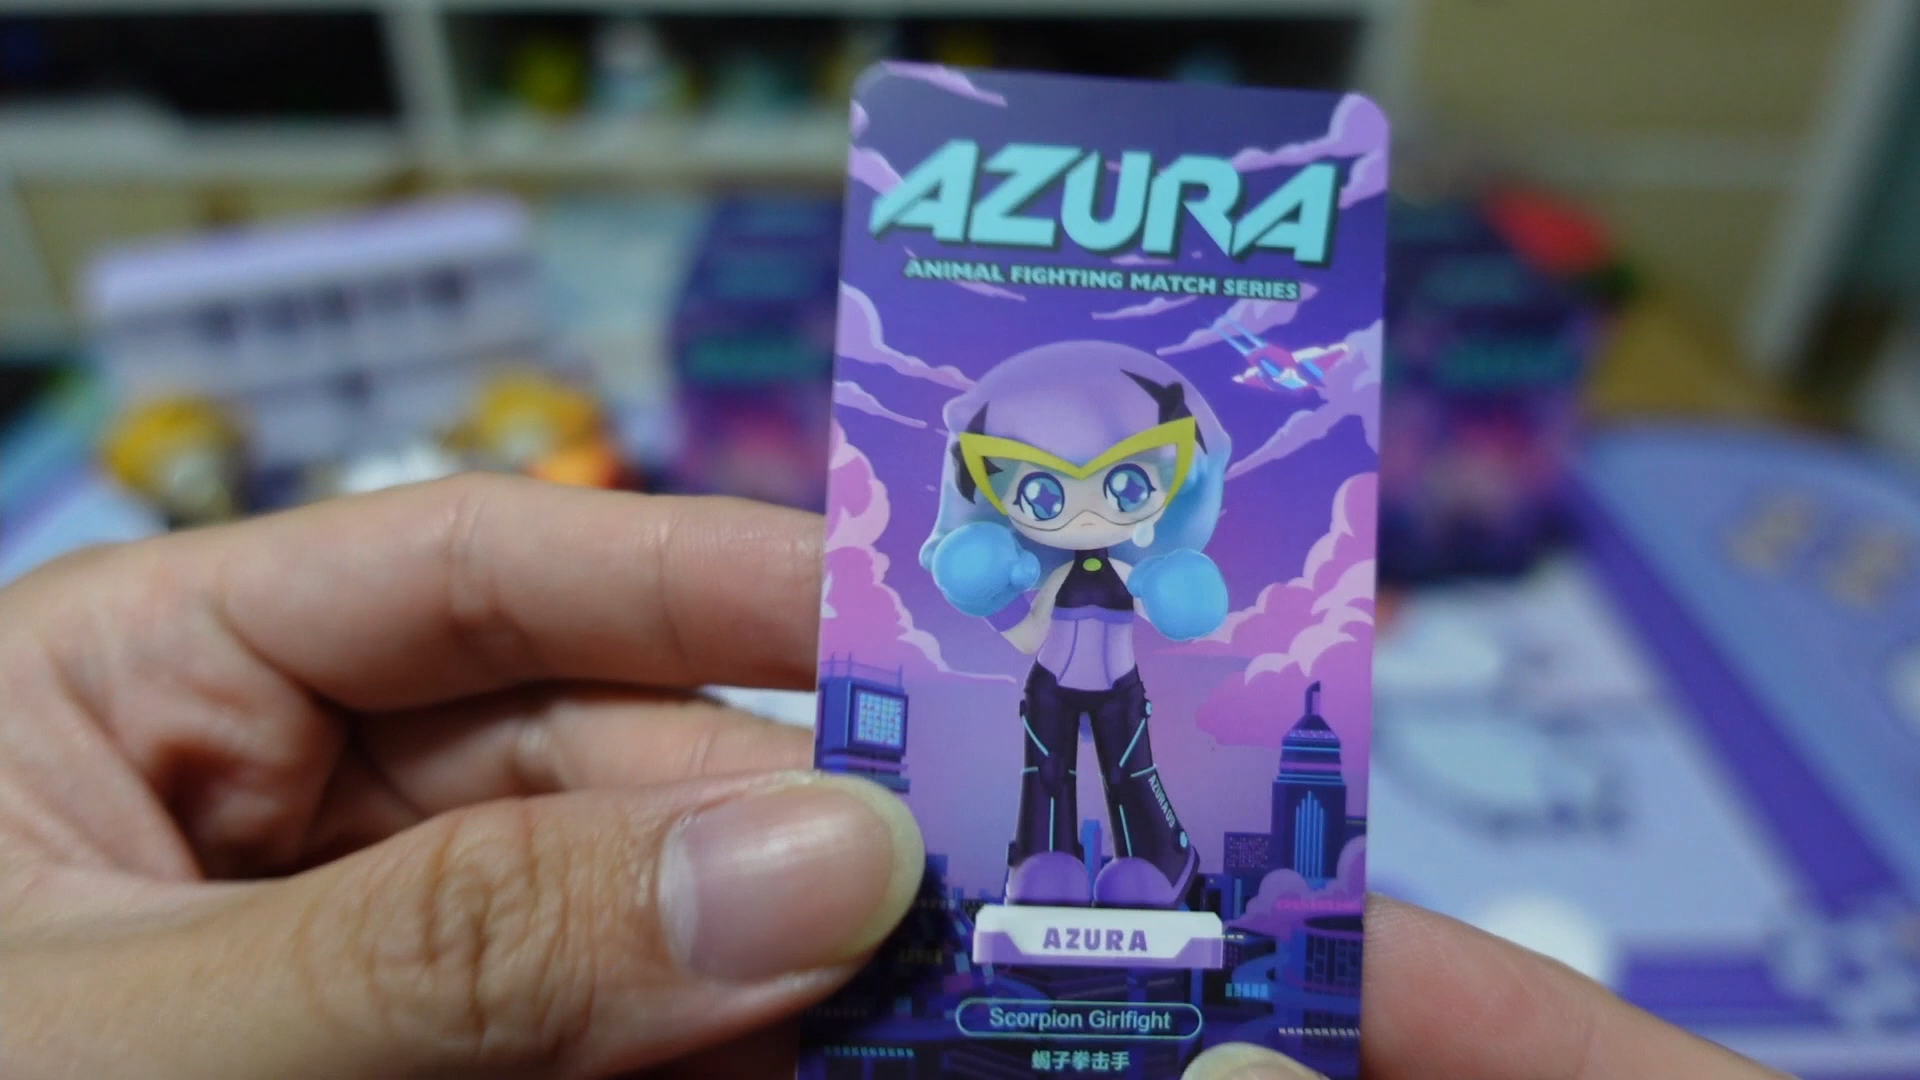 AZURA
ANIMAL FIGHTING MATCH SERIES
AZURA
Scorpion Girlfight
蝎子拳击手